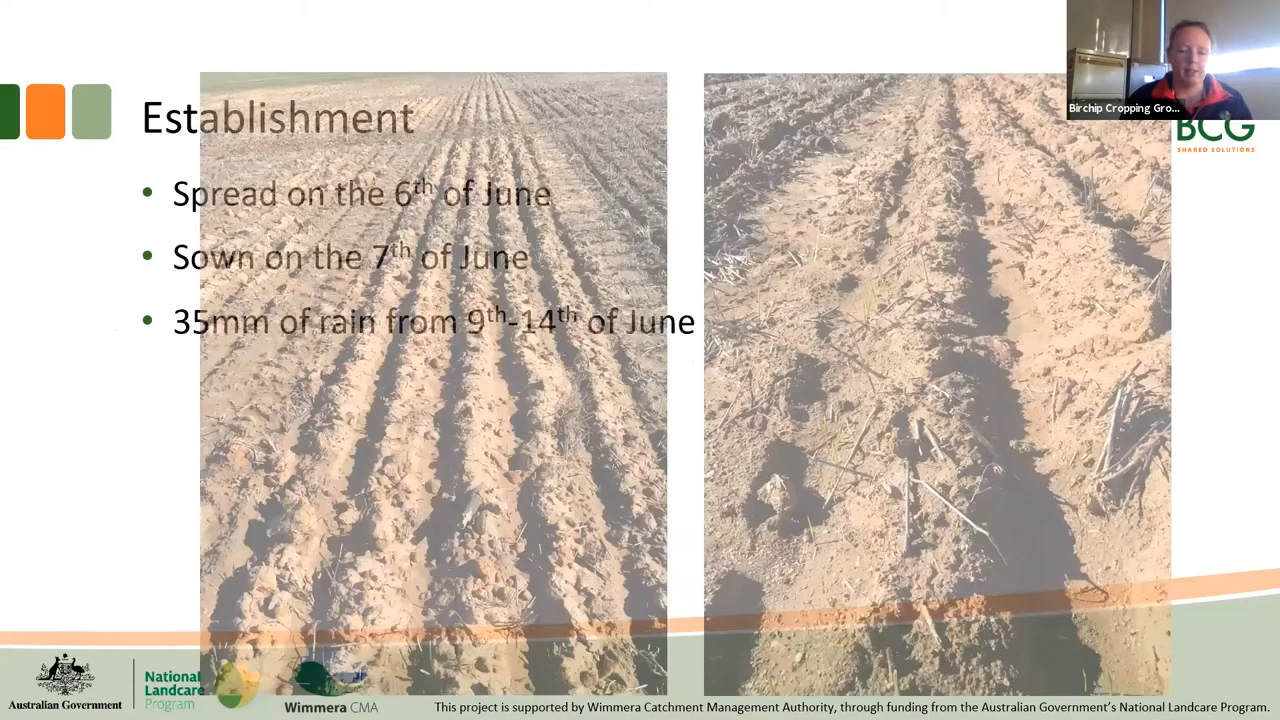 Establishment
• Spread on the 6th of June
• Sown on the 7th of June
• 35mm of rain from 9th-14th of June
Birchip Cropping Gro...
BCG
SHARED SOLUTIONS
Australian Government
National
Landcare
Program
Wimmera CMA
This project is supported by Wimmera Catchment Management Authority, through funding from the Australian Government's National Landcare Program.